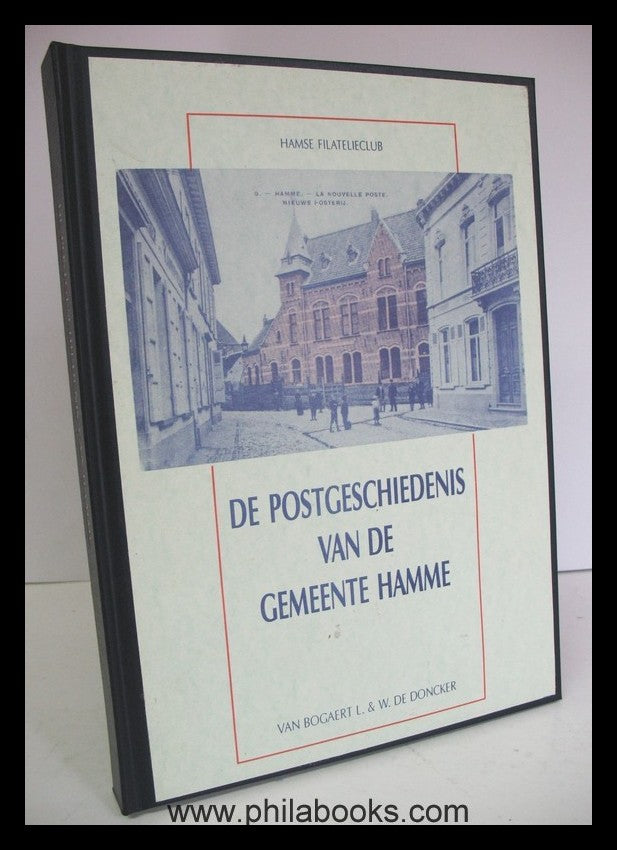 HAMSE FILATELIECLUB
5. — HAMME. — LA NOUVELLE POSTE.
NIEUWE POSTERIJ.
DE POSTGESCHIEDENIS
VAN DE
GEMEENTE HAMME
VAN BOGAERT L. & W. DE DONCKER
www.philabooks.com